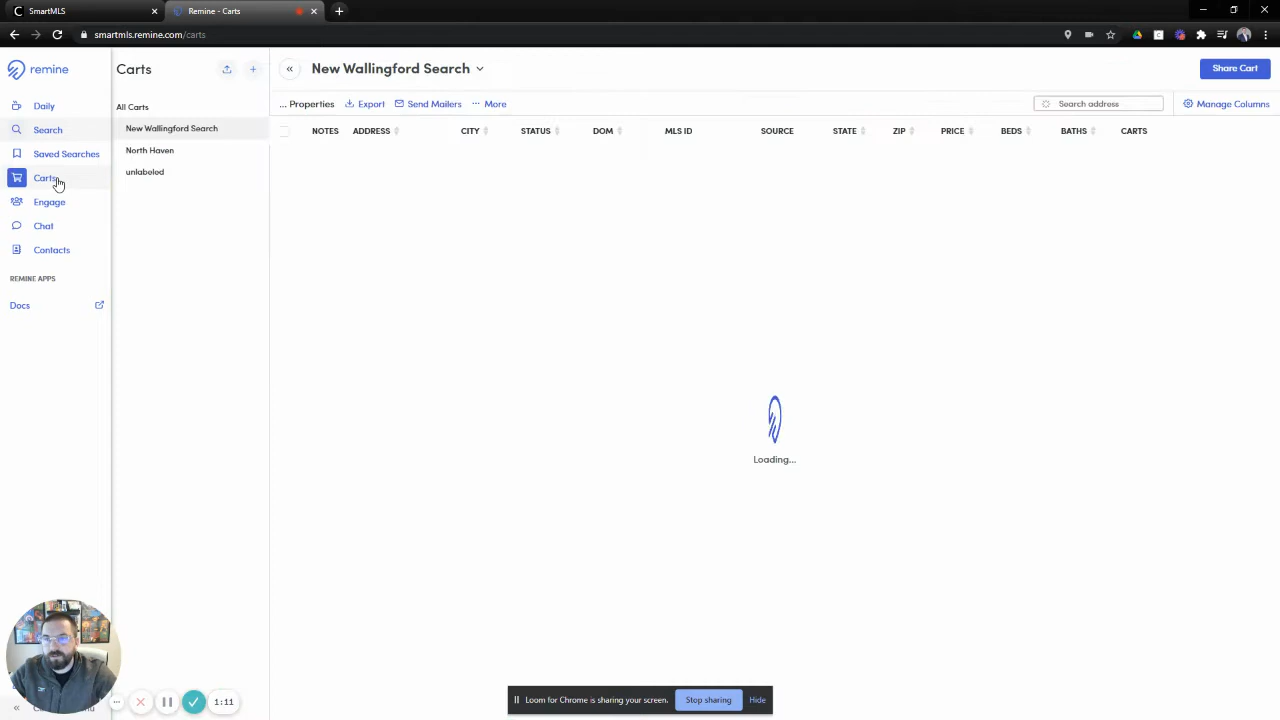 SmartMLS
Remine - Carts
smartmls.remine.com/carts
remine
Daily
Search
Saved Searches
Carts
Engage
Chat
Contacts
REMINE APPS
Docs
Carts
All Carts
New Wallingford Search
North Haven
unlabeled
New Wallingford Search
Share Cart
... Properties
Export
Send Mailers
More
Search address
Manage Columns
NOTES ADDRESS CITY STATUS DOM MLS ID SOURCE STATE ZIP PRICE BEDS BATHS CARTS
Loading...
1:11
Loom for Chrome is sharing your screen.
Stop sharing
Hide